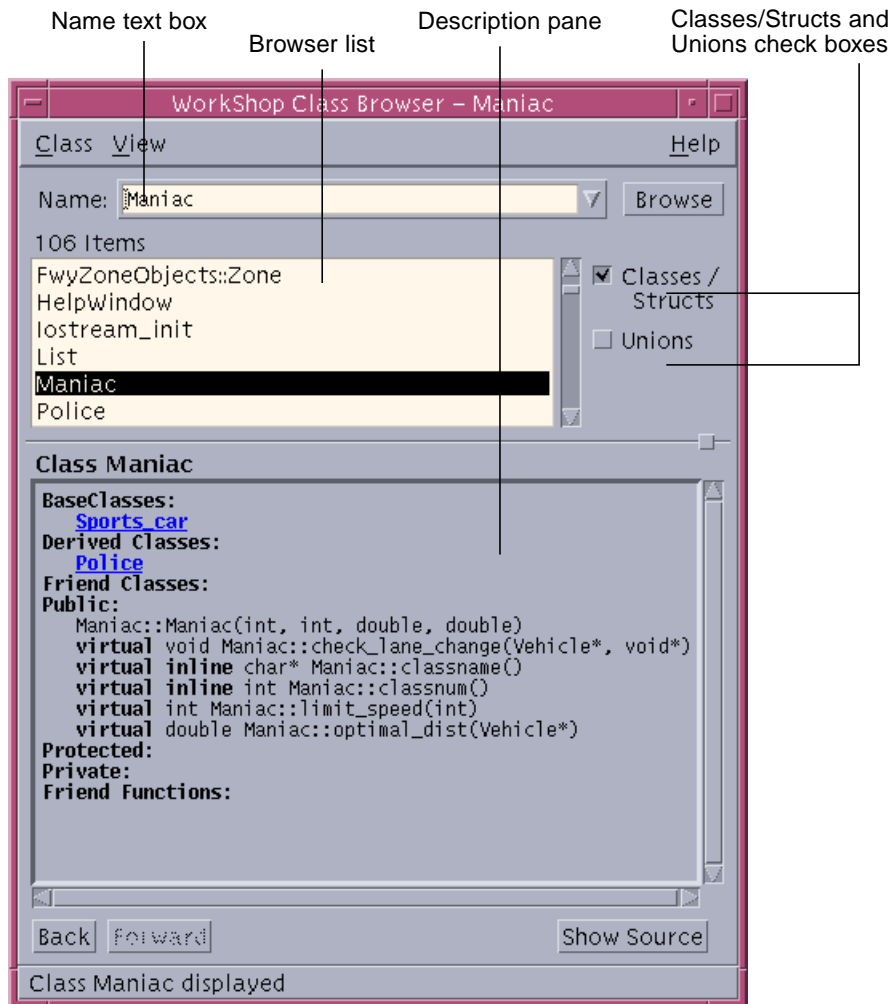 Name text box
Browser list
Description pane
Classes/Structs and
Unions check boxes
WorkShop Class Browser – Maniac
Class View Help
Name: Maniac Browse
106 Items
FwyZoneObjects::Zone
HelpWindow
Iostream_init
List
Maniac
Police
Classes /
Structs
Unions
Class Maniac
BaseClasses:
Sports_car
Derived Classes:
Police
Friend Classes:
Public:
Maniac::Maniac(int, int, double, double)
virtual void Maniac::check_lane_change(Vehicle*, void*)
virtual inline char* Maniac::classname()
virtual inline int Maniac::classnum()
virtual int Maniac::limit_speed(int)
virtual double Maniac::optimal_dist(Vehicle*)
Protected:
Private:
Friend Functions:
Back Forward Show Source
Class Maniac displayed